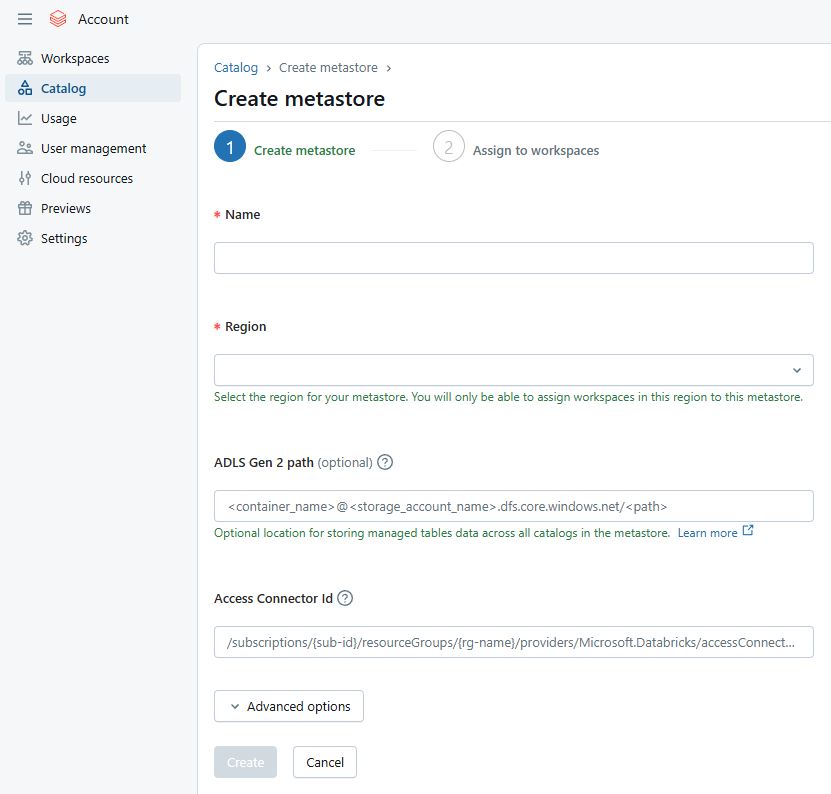 Account
Workspaces
Catalog
Usage
User management
Cloud resources
Previews
Settings
Catalog > Create metastore >
Create metastore
1 Create metastore 2 Assign to workspaces
* Name
* Region
Select the region for your metastore. You will only be able to assign workspaces in this region to this metastore.
ADLS Gen 2 path (optional) ?
<container_name>@<storage_account_name>.dfs.core.windows.net/<path>
Optional location for storing managed tables data across all catalogs in the metastore. Learn more
Access Connector Id ?
/subscriptions/{sub-id}/resourceGroups/{rg-name}/providers/Microsoft.Databricks/accessConnect...
Advanced options
Create Cancel